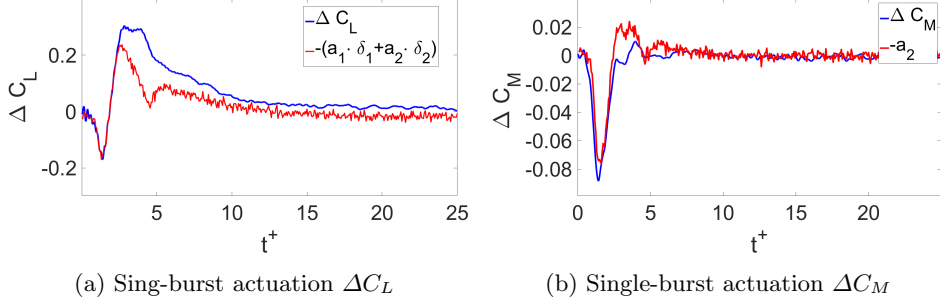 Δ C_L
-(a_1· δ_1+a_2· δ_2)
0.2
0
-0.2
Δ C_L
5
10
15
20
25
t^+
(a) Sing-burst actuation ΔC_L
0.02
0.00
-0.02
-0.04
-0.06
-0.08
Δ C_M
Δ C_M
-a_2
0
5
10
15
20
t^+
(b) Single-burst actuation ΔC_M